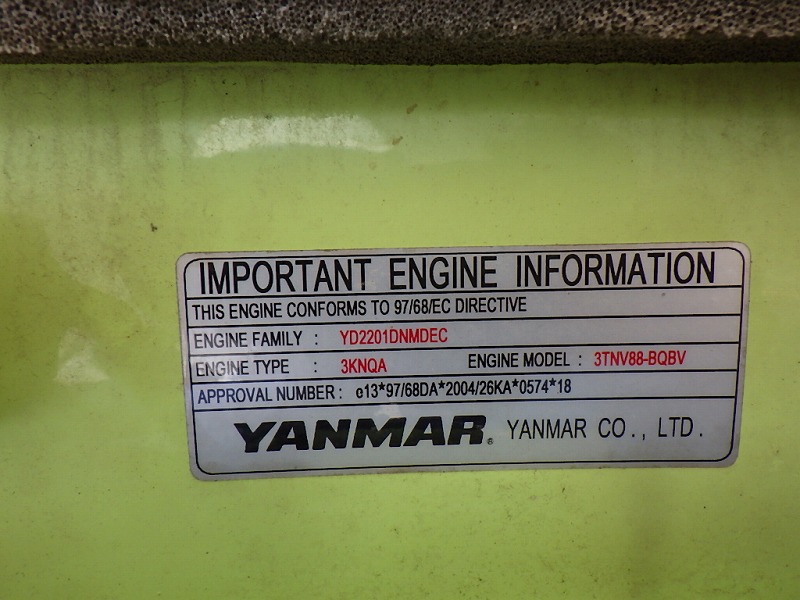 IMPORTANT ENGINE INFORMATION
THIS ENGINE CONFORMS TO 97/68/EC DIRECTIVE
ENGINE FAMILY : YD2201DNMDEC
ENGINE TYPE : 3KNQA ENGINE MODEL : 3TNV88-BQBV
APPROVAL NUMBER : e13*97/68DA*2004/26KA*0574*18
YANMAR® YANMAR CO., LTD.